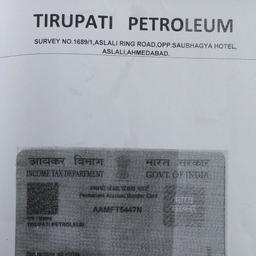 TIRUPATI PETROLEUM
SURVEY NO.1689/1,ASLALI RING ROAD,OPP.SAUBHAGYA HOTEL,
ASLALI,AHMEDABAD.
आयकर विभाग
भारत सरकार
INCOME TAX DEPARTMENT
GOVT. OF INDIA
Permanent Account Number Card
AAMFT5447N
TIRUPATI PETROLEUM